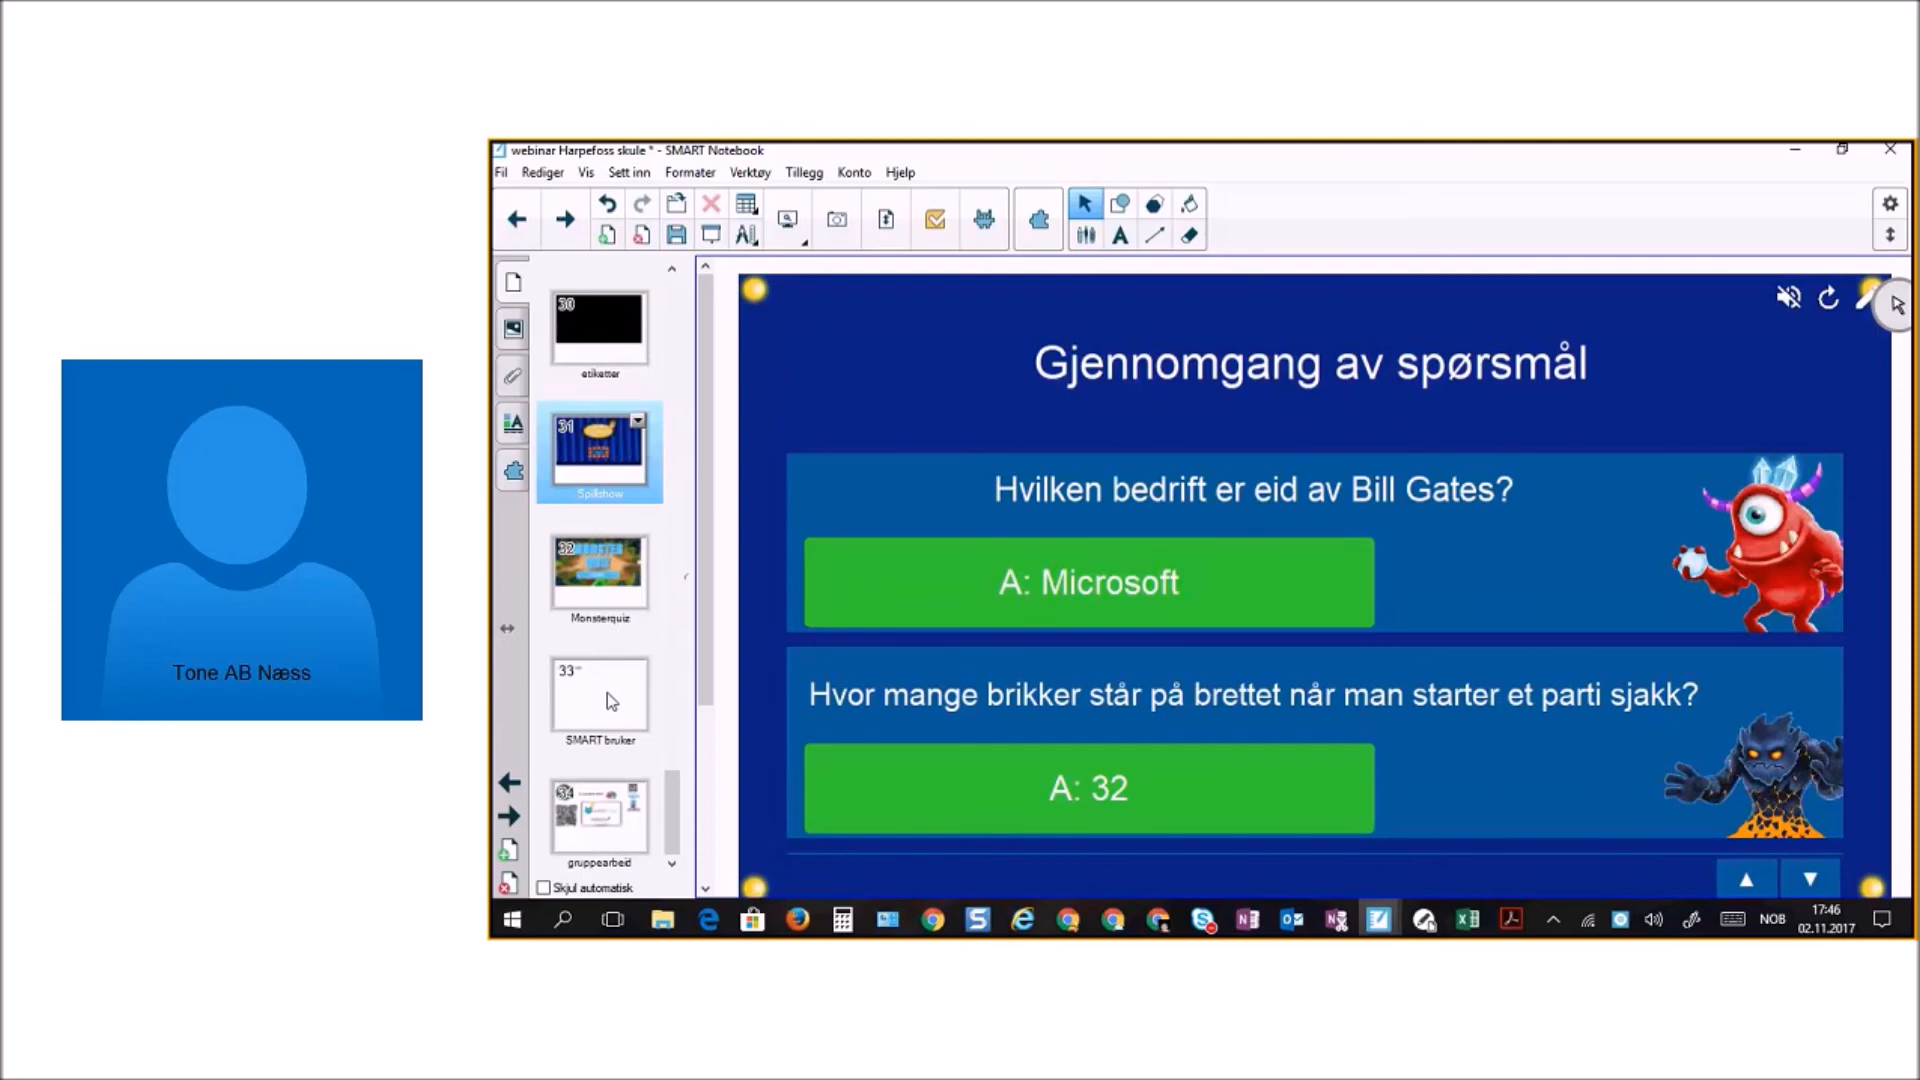 webinar Harpefoss skule * - SMART Notebook
Fil Rediger Vis Sett inn Formater Verktøy Tillegg Konto Hjelp
30
etiketter
31
Spillshow
32
Monsterquiz
33
SMART bruker
34
gruppearbeid
Skjul automatisk
Gjennomgang av spørsmål
Hvilken bedrift er eid av Bill Gates?
A: Microsoft
Hvor mange brikker står på brettet når man starter et parti sjakk?
A: 32
Tone AB Næss
NOB
17:46
02.11.2017